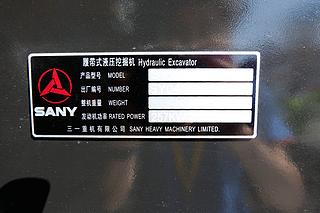 履带式液压挖掘机 Hydraulic Excavator
产品型号 MODEL
出厂编号 NUMBER
整机重量 WEIGHT
发动机功率 RATED POWER
SANY
三一重机有限公司 SANY HEAVY MACHINERY LIMITED.